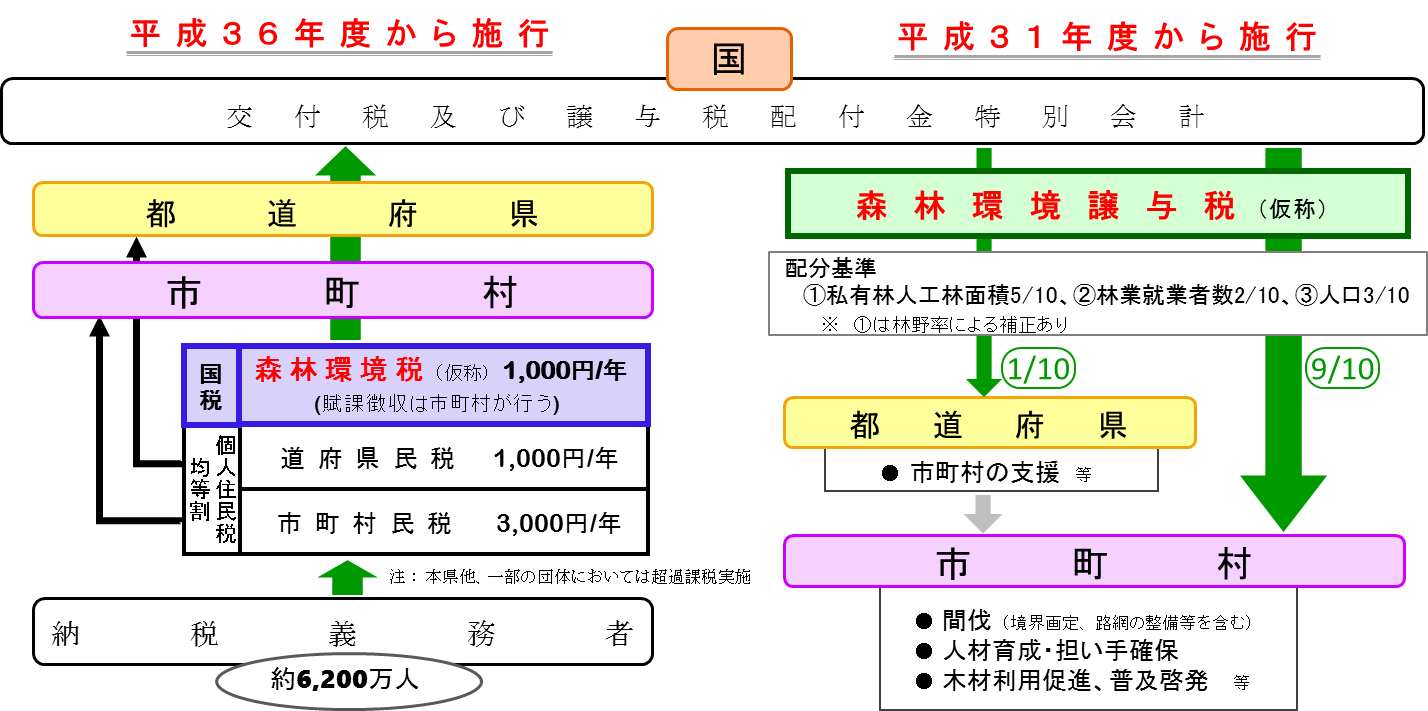 平成３６年度から施行
平成３１年度から施行
国
交付税及び譲与税配付金特別会計
都道府県
市町村
国税
森林環境税（仮称）1,000円/年
(賦課徴収は市町村が行う)
個人住民税
均等割
道府県民税 1,000円/年
市町村民税 3,000円/年
注：本県他、一部の団体においては超過課税実施
納税義務者
約6,200万人
森林環境譲与税（仮称）
配分基準
①私有林人工林面積5/10、②林業就業者数2/10、③人口3/10
※ ①は林野率による補正あり
1/10
9/10
都道府県
● 市町村の支援 等
市町村
● 間伐（境界画定、路網の整備等を含む）
● 人材育成・担い手確保
● 木材利用促進、普及啓発 等